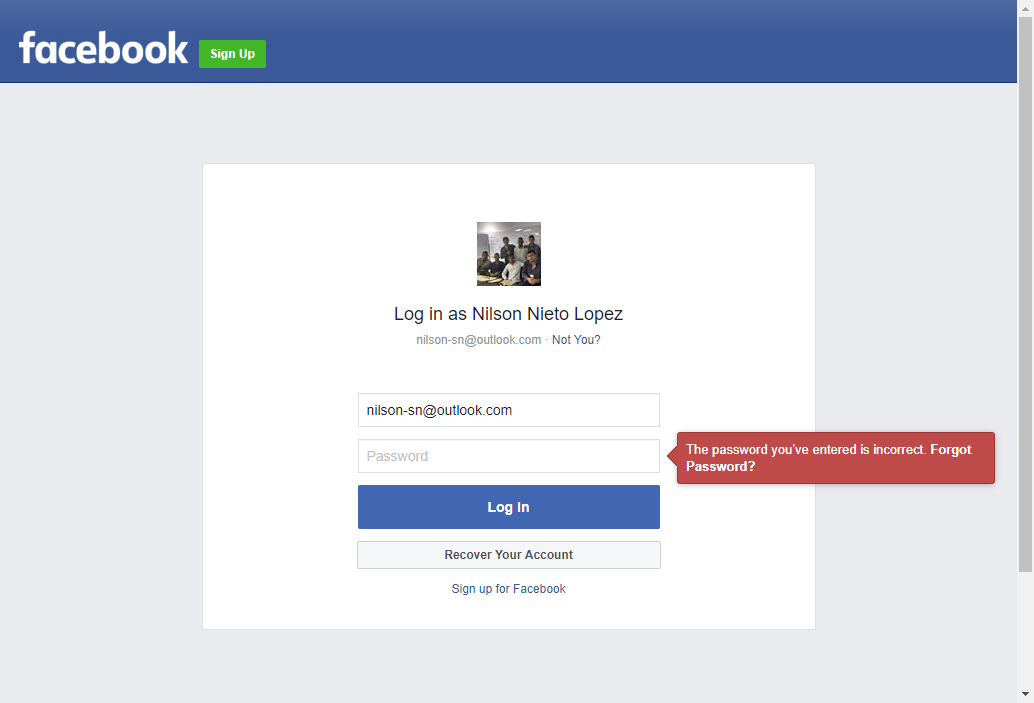 facebook
Sign Up
Log in as Nilson Nieto Lopez
nilson-sn@outlook.com · Not You?
nilson-sn@outlook.com
Password
The password you've entered is incorrect. Forgot
Password?
Log In
Recover Your Account
Sign up for Facebook